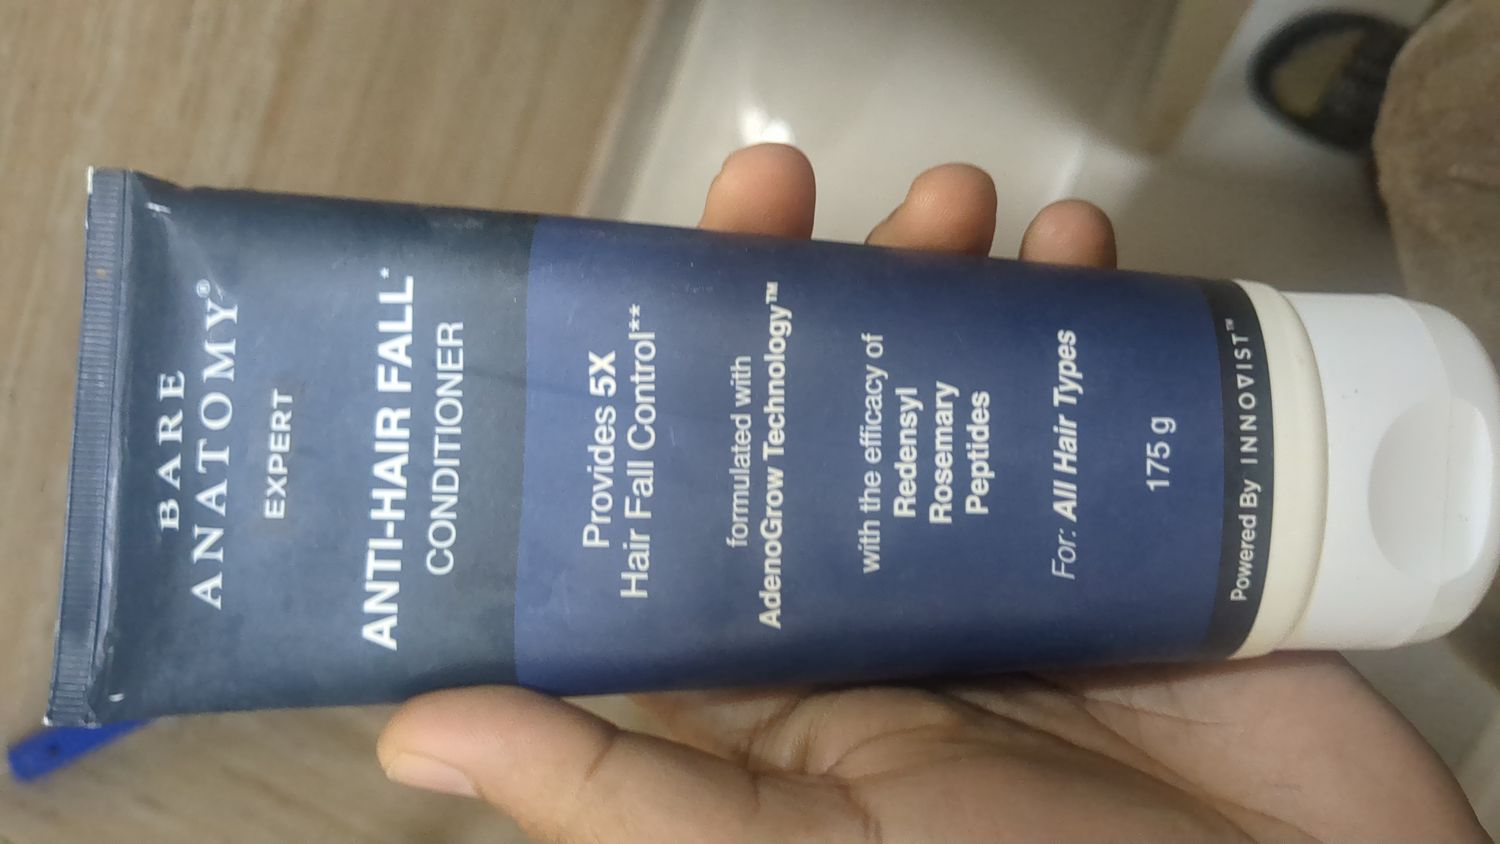 BARE
ANATOMY®
EXPERT
ANTI-HAIR FALL*
CONDITIONER
Provides 5X
Hair Fall Control**
formulated with
AdenoGrow Technology™
with the efficacy of
Redensyl
Rosemary
Peptides
For: All Hair Types
175 g
Powered By INNOVIST™